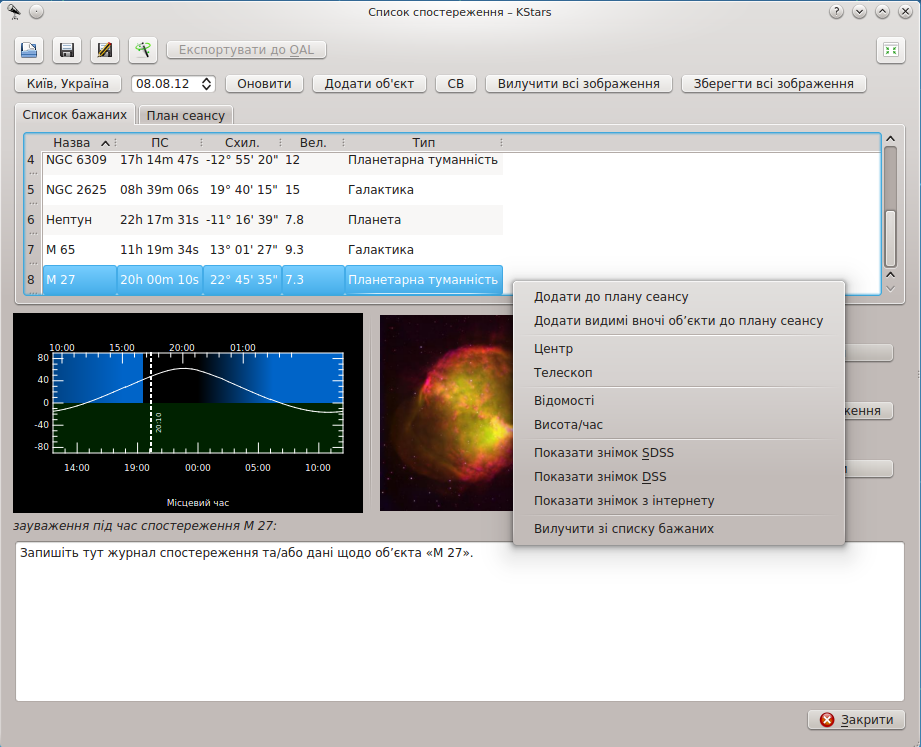 Список спостереження – KStars
Експортувати до OAL
Київ, Україна 08.08.12 Оновити Додати об'єкт СВ Вилучити всі зображення Зберегти всі зображення
Список бажаних План сеансу
Назва ПС Схил. Вел. Тип
4 NGC 6309 17h 14m 47s -12° 55' 20" 12 Планетарна туманність
5 NGC 2625 08h 39m 06s 19° 40' 15" 15 Галактика
6 Нептун 22h 17m 31s -11° 16' 39" 7.8 Планета
7 M 65 11h 19m 34s 13° 01' 27" 9.3 Галактика
8 M 27 20h 00m 10s 22° 45' 35" 7.3 Планетарна туманність
Додати до плану сеансу
Додати видимі вночі об’єкти до плану сеансу
Центр
Телескоп
Відомості
Висота/час
Показати знімок SDSS
Показати знімок DSS
Показати знімок з інтернету
Вилучити зі списку бажаних
10:00 15:00 20:00 01:00
80
40
0
-40
-80
20:10
14:00 19:00 00:00 05:00 10:00
Місцевий час
ження
зауваження під час спостереження M 27:
Запишіть тут журнал спостереження та/або дані щодо об’єкта «M 27».
Закрити